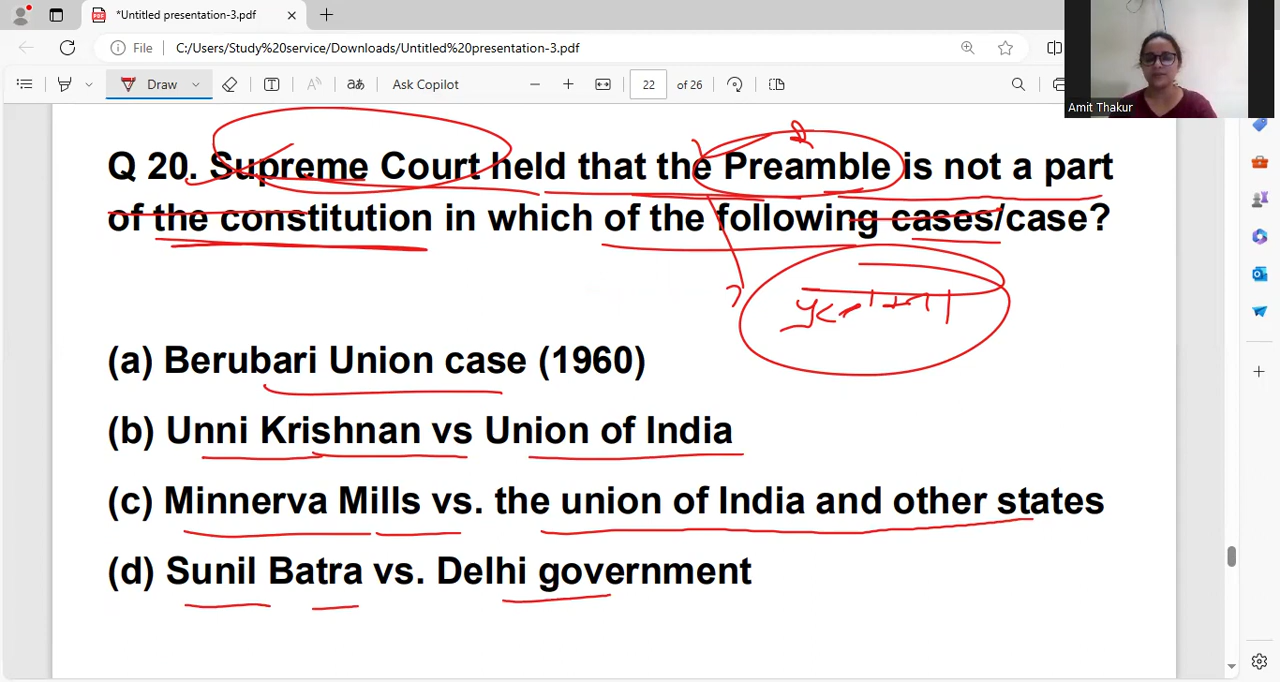 *Untitled presentation-3.pdf
File C:/Users/Study%20service/Downloads/Untitled%20presentation-3.pdf
Draw Ask Copilot 22 of 26
Amit Thakur
Q 20. Supreme Court held that the Preamble is not a part
of the constitution in which of the following cases/case?
(a) Berubari Union case (1960)
(b) Unni Krishnan vs Union of India
(c) Minnerva Mills vs. the union of India and other states
(d) Sunil Batra vs. Delhi government